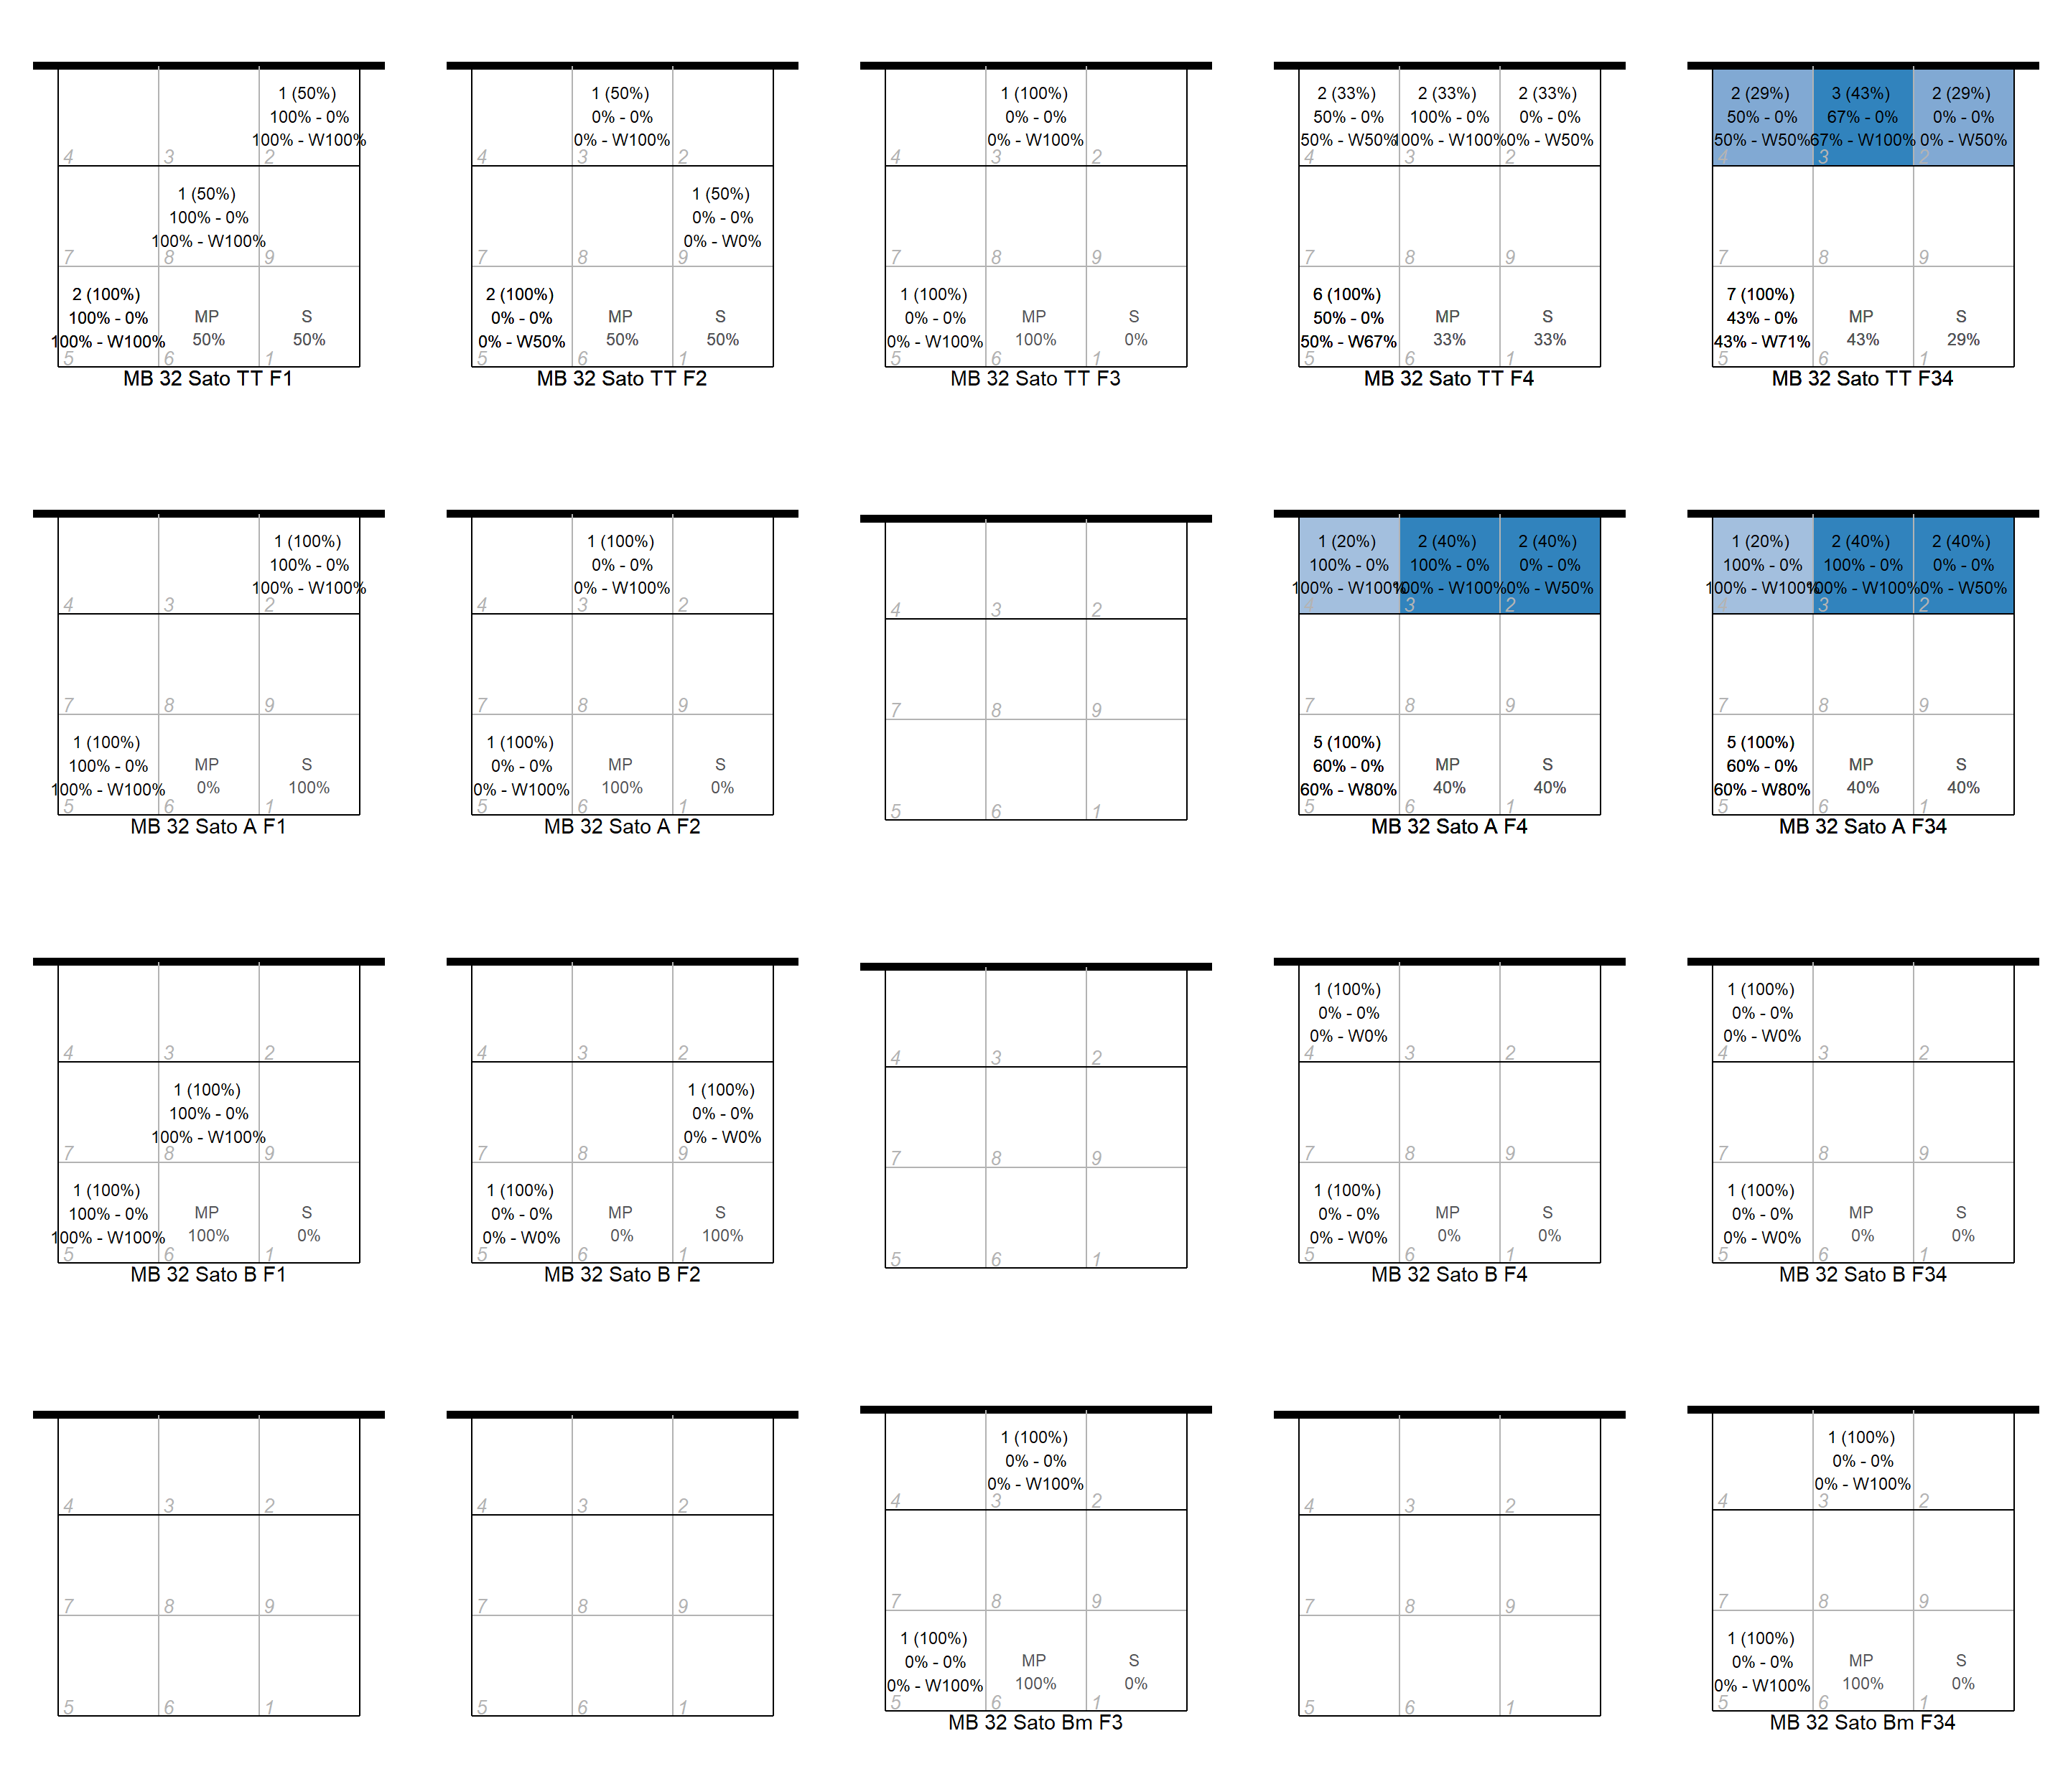 1 (50%)
100% - 0%
100% - W100%
4 3 2
1 (50%)
100% - 0%
100% - W100%
7 8 9
2 (100%)
100% - 0% MP S
100% - W100% 50% 50%
5 6 1
MB 32 Sato TT F1
1 (50%)
0% - 0%
0% - W100%
4 3 2
1 (50%)
0% - 0%
0% - W0%
7 8 9
2 (100%)
0% - 0% MP S
0% - W50% 50% 50%
5 6 1
MB 32 Sato TT F2
1 (100%)
0% - 0%
0% - W100%
4 3 2
7 8 9
1 (100%)
0% - 0% MP S
0% - W100% 100% 0%
5 6 1
MB 32 Sato TT F3
2 (33%) 2 (33%) 2 (33%)
50% - 0% 100% - 0% 0% - 0%
50% - W50% 100% - W100% 0% - W50%
4 3 2
7 8 9
6 (100%)
50% - 0% MP S
50% - W67% 33% 33%
5 6 1
MB 32 Sato TT F4
2 (29%) 3 (43%) 2 (29%)
50% - 0% 67% - 0% 0% - 0%
50% - W50% 67% - W100% 0% - W50%
4 3 2
7 8 9
7 (100%)
43% - 0% MP S
43% - W71% 43% 29%
5 6 1
MB 32 Sato TT F34
1 (100%)
100% - 0%
100% - W100%
4 3 2
7 8 9
1 (100%)
100% - 0% MP S
100% - W100% 0% 100%
5 6 1
MB 32 Sato A F1
1 (100%)
0% - 0%
0% - W100%
4 3 2
7 8 9
1 (100%)
0% - 0% MP S
0% - W100% 100% 0%
5 6 1
MB 32 Sato A F2
4 3 2
7 8 9
5 6 1
1 (20%) 2 (40%) 2 (40%)
100% - 0% 100% - 0% 0% - 0%
100% - W100% 100% - W100% 0% - W50%
4 3 2
7 8 9
5 (100%)
60% - 0% MP S
60% - W80% 40% 40%
5 6 1
MB 32 Sato A F4
1 (20%) 2 (40%) 2 (40%)
100% - 0% 100% - 0% 0% - 0%
100% - W100% 100% - W100% 0% - W50%
4 3 2
7 8 9
5 (100%)
60% - 0% MP S
60% - W80% 40% 40%
5 6 1
MB 32 Sato A F34
4 3 2
1 (100%)
100% - 0%
100% - W100%
7 8 9
1 (100%)
100% - 0% MP S
100% - W100% 100% 0%
5 6 1
MB 32 Sato B F1
4 3 2
1 (100%)
0% - 0%
0% - W0%
7 8 9
1 (100%)
0% - 0% MP S
0% - W0% 0% 100%
5 6 1
MB 32 Sato B F2
4 3 2
7 8 9
5 6 1
1 (100%)
0% - 0%
0% - W0%
4 3 2
7 8 9
1 (100%)
0% - 0% MP S
0% - W0% 0% 0%
5 6 1
MB 32 Sato B F4
1 (100%)
0% - 0%
0% - W0%
4 3 2
7 8 9
1 (100%)
0% - 0% MP S
0% - W0% 0% 0%
5 6 1
MB 32 Sato B F34
4 3 2
7 8 9
5 6 1
4 3 2
7 8 9
5 6 1
1 (100%)
0% - 0%
0% - W100%
4 3 2
7 8 9
1 (100%)
0% - 0% MP S
0% - W100% 100% 0%
5 6 1
MB 32 Sato Bm F3
4 3 2
7 8 9
5 6 1
1 (100%)
0% - 0%
0% - W100%
4 3 2
7 8 9
1 (100%)
0% - 0% MP S
0% - W100% 100% 0%
5 6 1
MB 32 Sato Bm F34